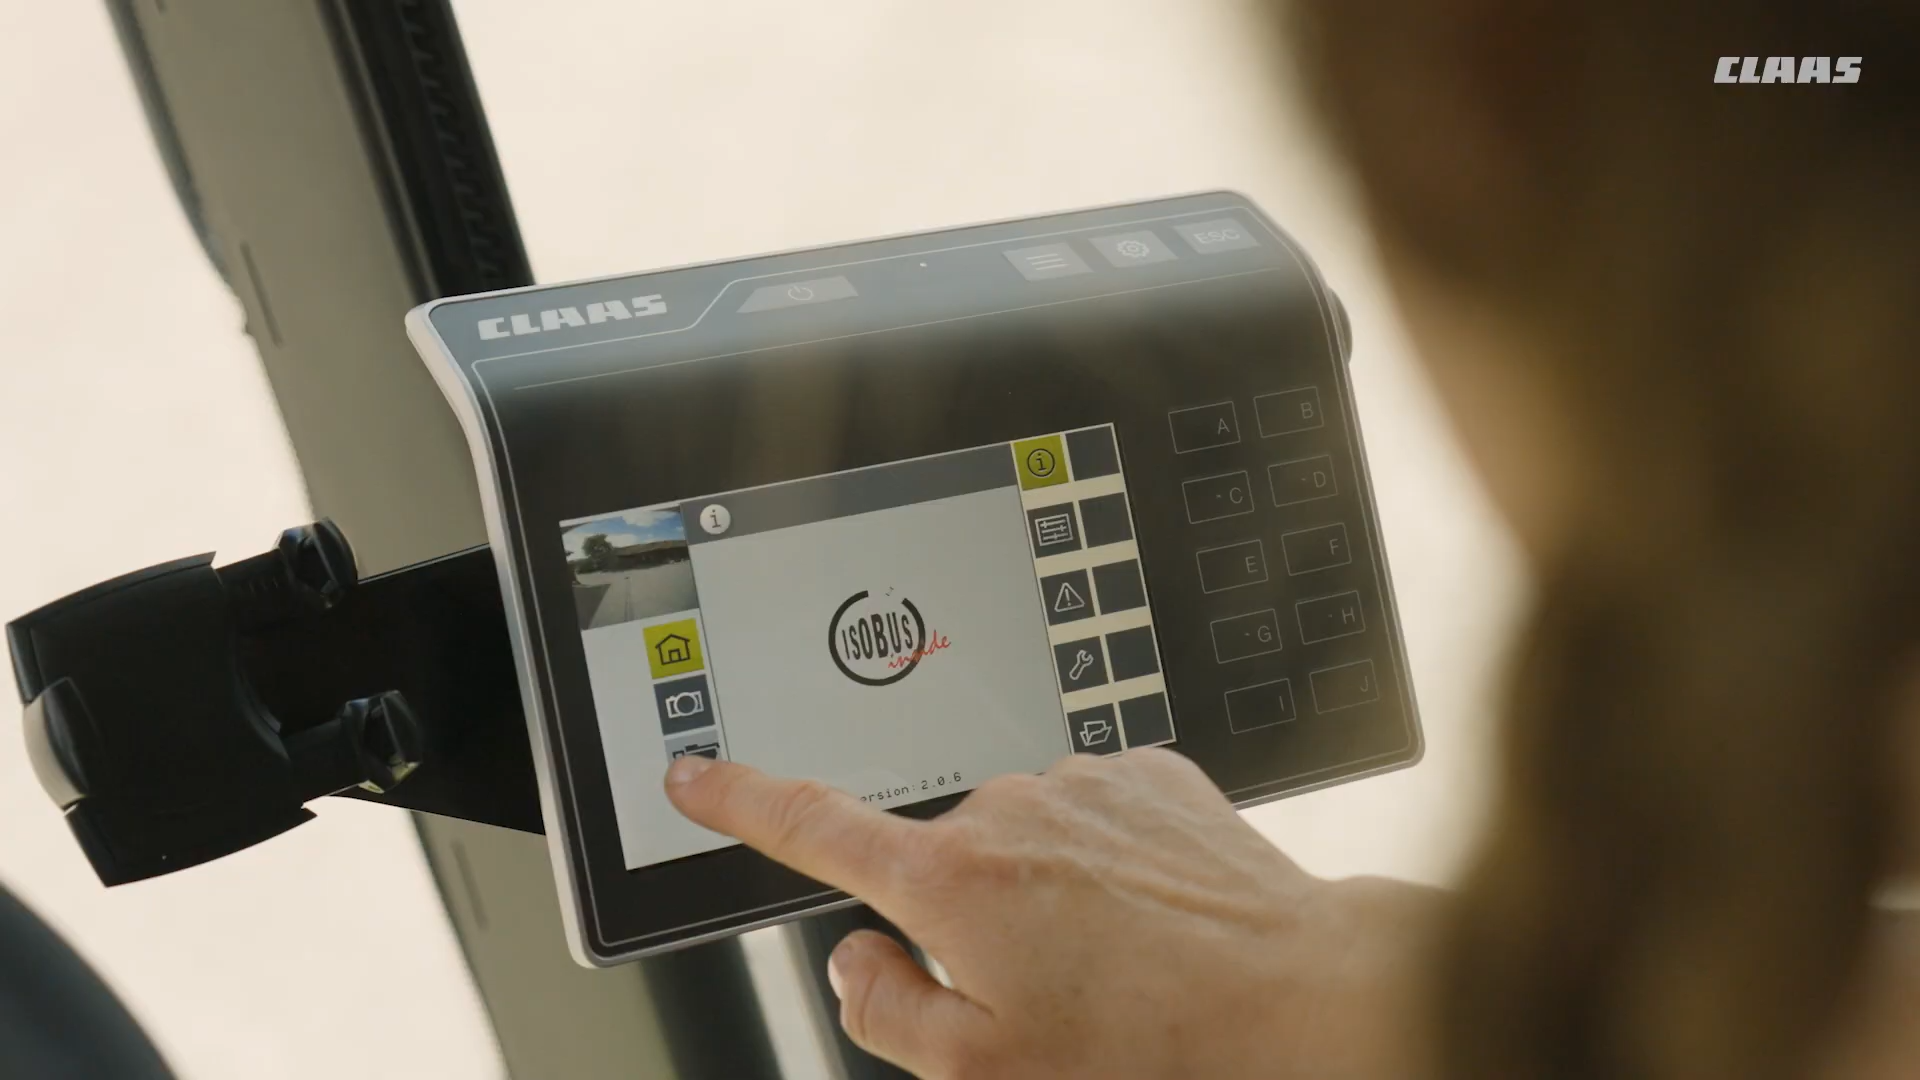 CLAAS
CLAAS
ESC
A
B
C
D
E
F
G
H
I
J
i
i
ISOBUS
inside
ersion: 2.0.6